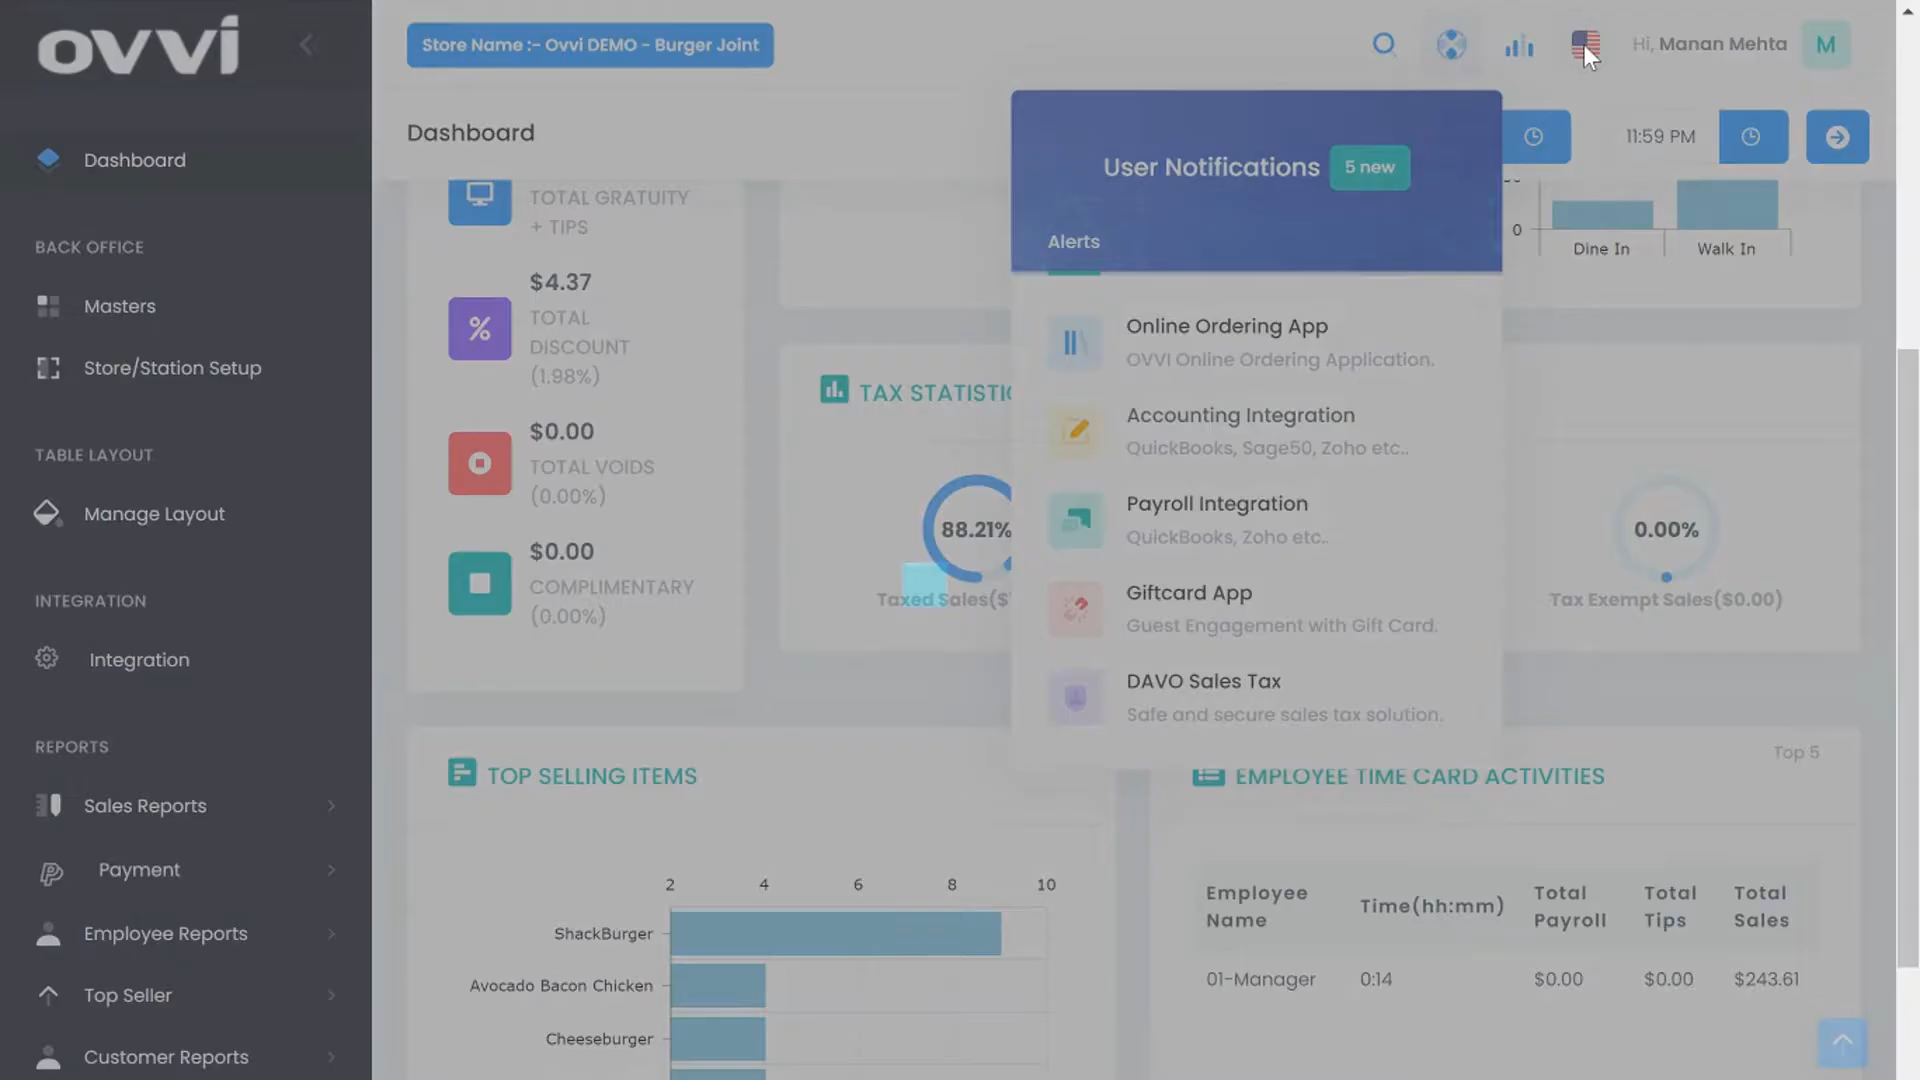 ovvi
Store Name :- Ovvi DEMO - Burger Joint
Hi, Manan Mehta
M
Dashboard
BACK OFFICE
Masters
Store/Station Setup
TABLE LAYOUT
Manage Layout
INTEGRATION
Integration
REPORTS
Sales Reports
Payment
Employee Reports
Top Seller
Customer Reports
Dashboard
11:59 PM
User Notifications
5 new
Alerts
Online Ordering App
OVVI Online Ordering Application.
Accounting Integration
QuickBooks, Sage50, Zoho etc..
Payroll Integration
QuickBooks, Zoho etc..
Giftcard App
Guest Engagement with Gift Card.
DAVO Sales Tax
Safe and secure sales tax solution.
TOTAL GRATUITY
+ TIPS
$4.37
TOTAL
DISCOUNT
(1.98%)
$0.00
TOTAL VOIDS
(0.00%)
$0.00
COMPLIMENTARY
(0.00%)
0
Dine In
Walk In
TAX STATISTIC
88.21%
Taxed Sales($
0.00%
Tax Exempt Sales($0.00)
TOP SELLING ITEMS
2 4 6 8 10
ShackBurger
Avocado Bacon Chicken
Cheeseburger
Top 5
EMPLOYEE TIME CARD ACTIVITIES
Employee Name Time(hh:mm) Total Payroll Total Tips Total Sales
01-Manager 0:14 $0.00 $0.00 $243.61